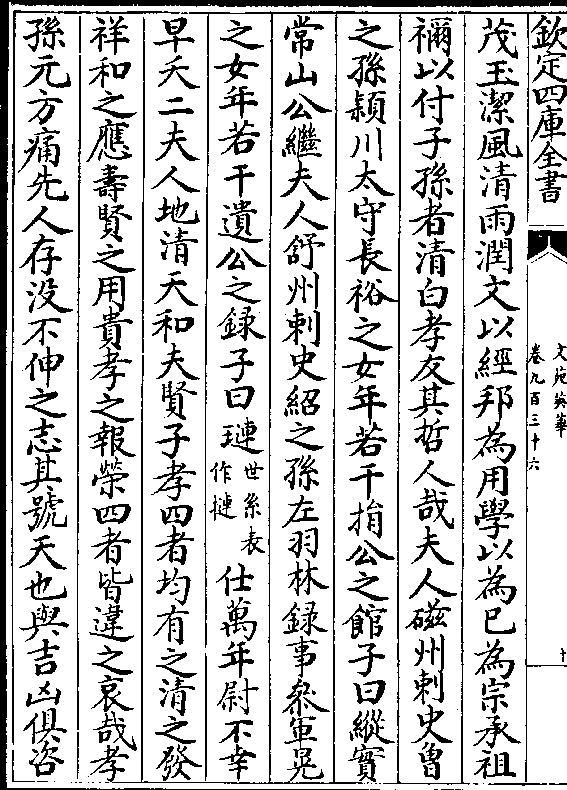 欽定四庫全書
文苑英華
卷九百三十六
十
茂玉潔風清雨潤文以經邦為用學以為已為宗承祖
禰以付子孫者清白孝友其哲人哉夫人磁州刺史曾
之孫潁川太守長裕之女年若干捐公之館子曰縱實
常山公繼夫人舒州刺史紹之孫左羽林録事叅軍晃
之女年若干遺公之録子曰璉世系表作槤仕萬年尉不幸
早夭二夫人地清天和夫賢子孝四者均有之清之發
祥和之應壽賢之用貴孝之報榮四者皆違之哀哉孝
孫元方痛先人存没不伸之志其號天也與吉凶俱咨